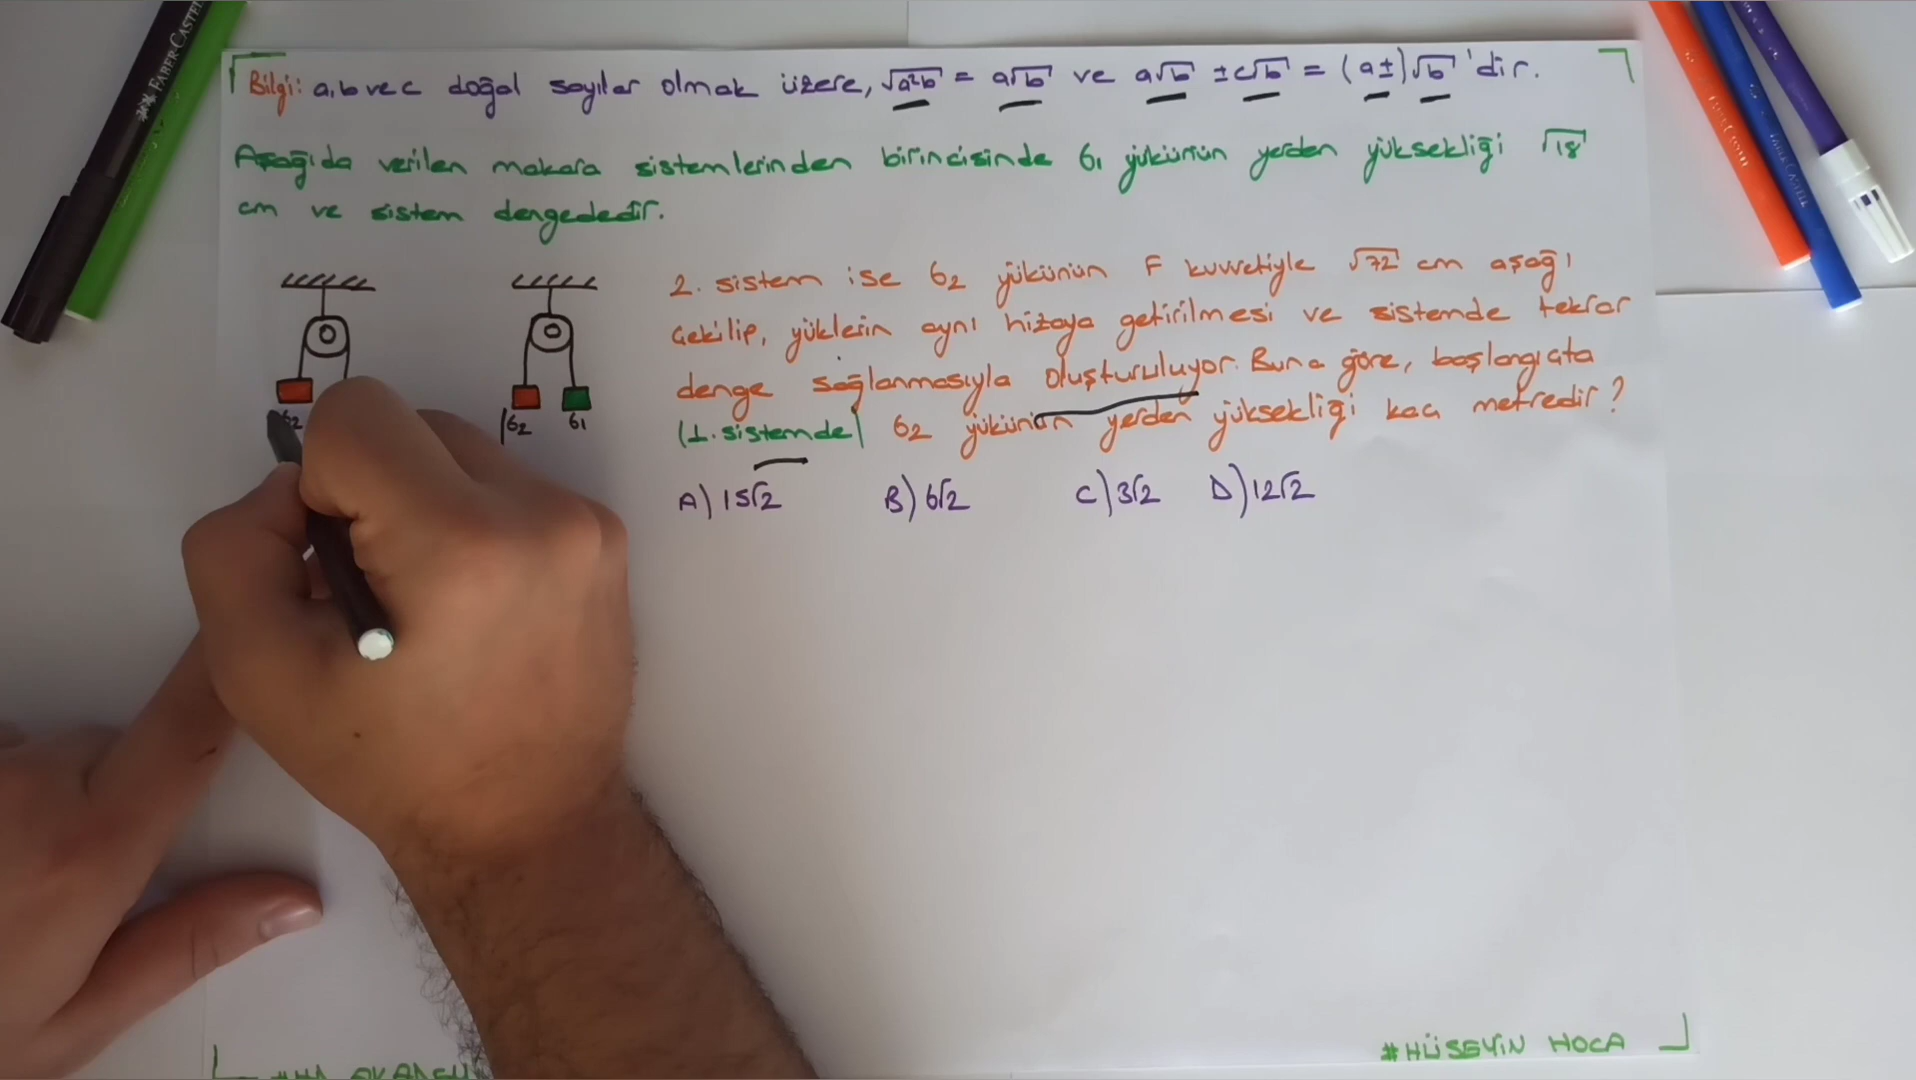 Bilgi: a,b ve c doğal sayılar olmak üzere, √a²b = a√b ve a√b ± c√b = (a±)√b 'dir.
Aşağıda verilen makara sistemlerinden birincisinde G₁ yükünün yerden yüksekliği √18
cm ve sistem dengededir.
2. sistem ise G₂ yükünün F kuvvetiyle √72 cm aşağı
çekilip, yüklerin aynı hizaya getirilmesi ve sistemde tekrar
denge sağlanmasıyla oluşturuluyor. Buna göre, başlangıçta
(1. sistemde) G₂ yükünün yerden yüksekliği kaç metredir?
A) 15√2 B) 6√2 C) 3√2 D) 12√2
G₂ G₂ G₁
#HÜSEYİN HOCA
FABER-CASTELL